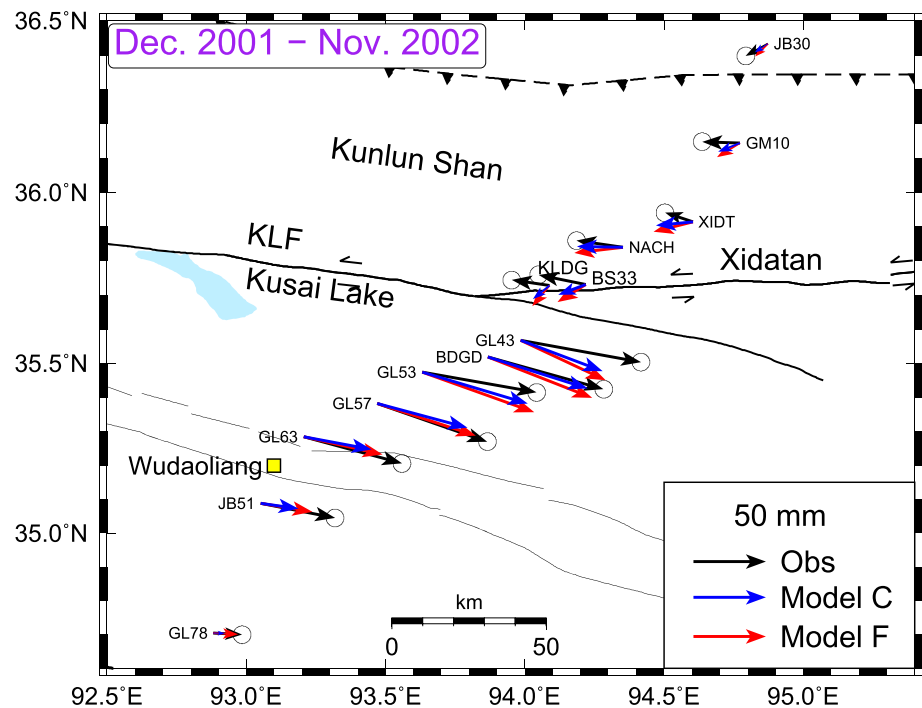 36.5˚N
Dec. 2001 − Nov. 2002
JB30
GM10
Kunlun Shan
36.0˚N
XIDT
KLF
NACH
Xidatan
KLDG
BS33
Kusai Lake
GL43
BDGD
35.5˚N
GL53
GL57
GL63
Wudaoliang
JB51
35.0˚N
50 mm
Obs
Model C
Model F
km
0 50
GL78
92.5˚E 93.0˚E 93.5˚E 94.0˚E 94.5˚E 95.0˚E